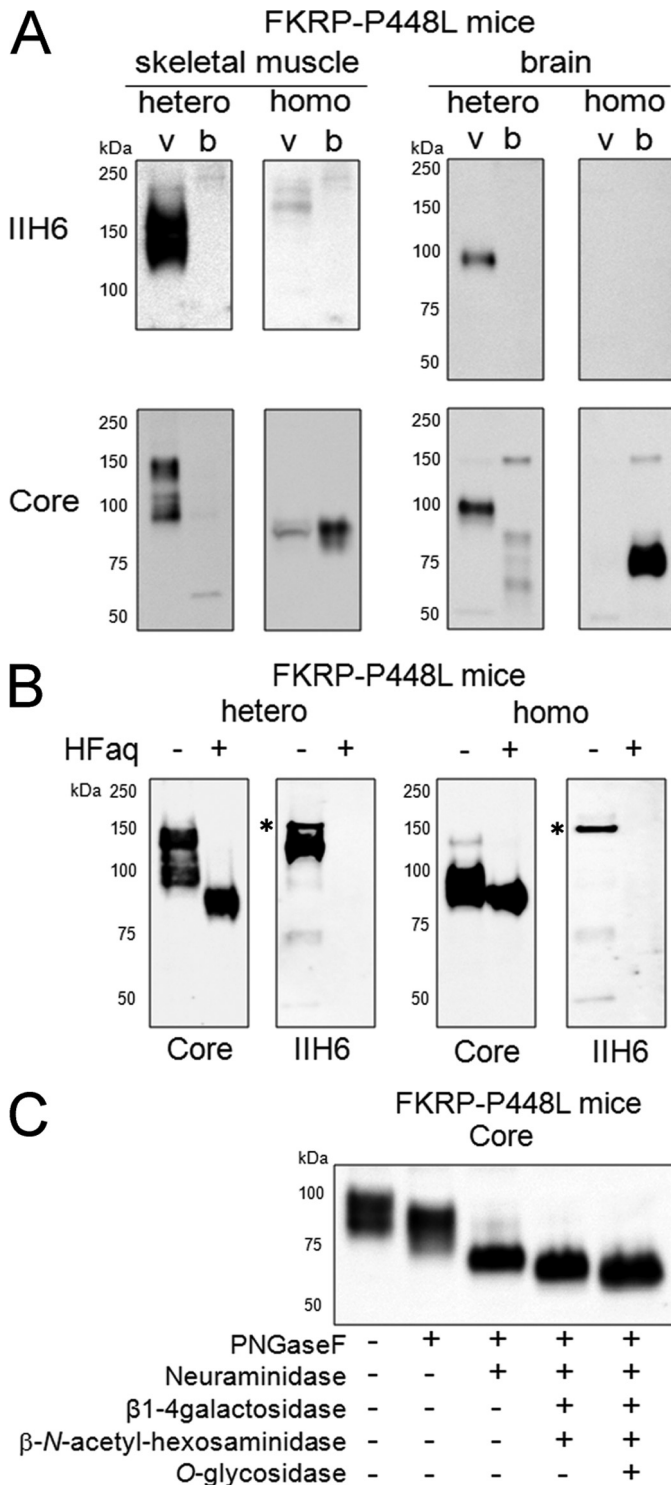 A
FKRP-P448L mice
skeletal muscle brain
hetero homo hetero homo
v b v b v b v b
kDa kDa
IIH6
250
150
100
250
150
100
75
50
Core
250
150
100
75
50
250
150
100
75
50
B
FKRP-P448L mice
hetero homo
HFaq - + - + - + - +
kDa
250
150
100
75
50
*
250
150
100
75
50
*
Core IIH6 Core IIH6
C
FKRP-P448L mice
Core
kDa
100
75
50
PNGaseF - + + + +
Neuraminidase - - + + +
β1-4galactosidase - - - + +
β-N-acetyl-hexosaminidase - - - + +
O-glycosidase - - - - +